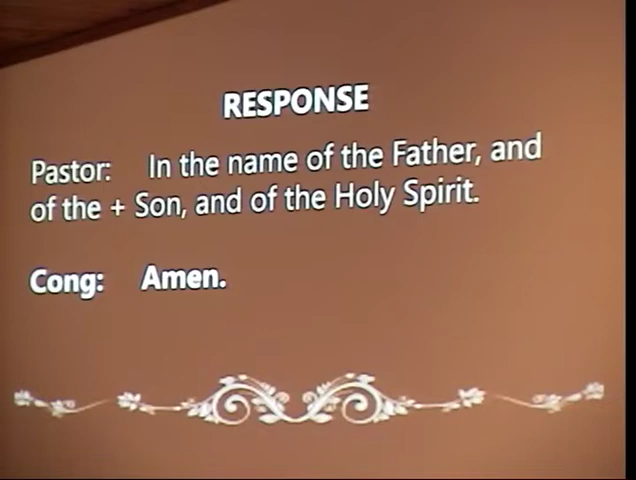 RESPONSE
Pastor: In the name of the Father, and
of the + Son, and of the Holy Spirit.
Cong: Amen.